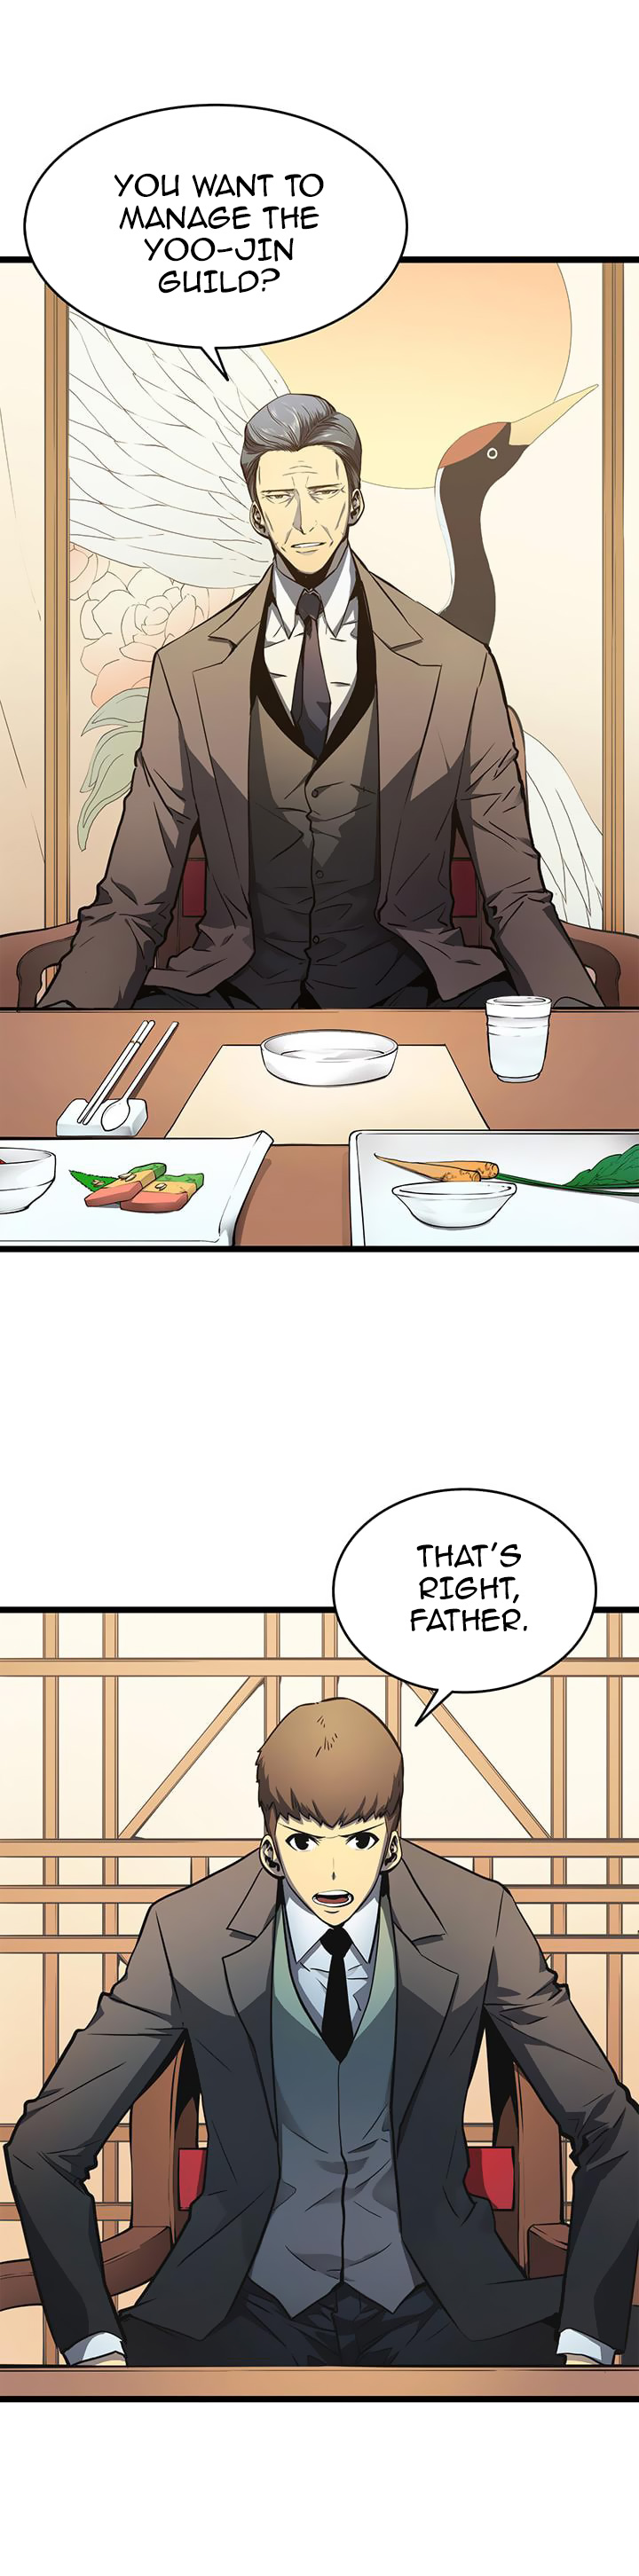 YOU WANT TO
MANAGE THE
YOO-JIN
GUILD?
THAT'S
RIGHT,
FATHER.